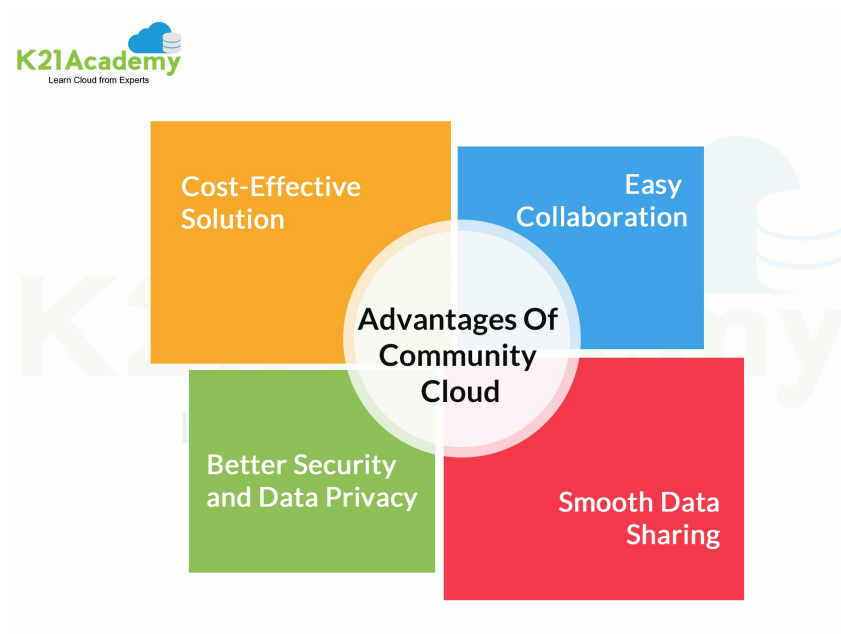 K21Academy
Learn Cloud from Experts
Cost-Effective
Solution
Easy
Collaboration
Advantages Of
Community
Cloud
Better Security
and Data Privacy
Smooth Data
Sharing